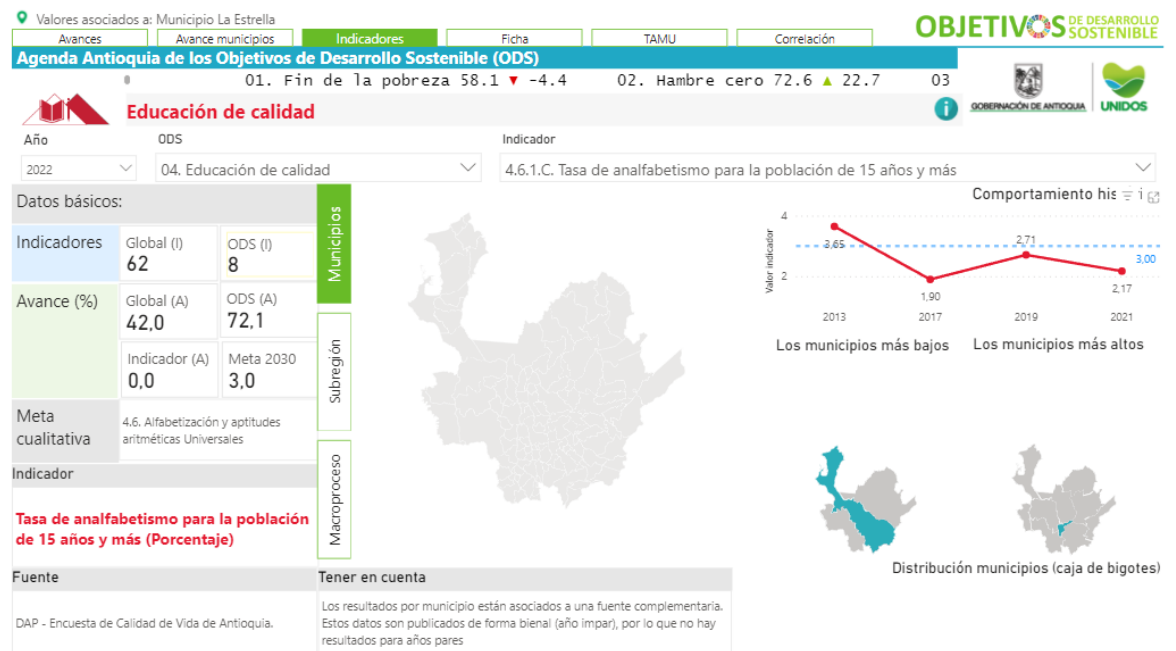 Valores asociados a: Municipio La Estrella
Avances
Avance municipios
Indicadores
Ficha
TAMU
Correlación
OBJETIVOS DE DESARROLLO SOSTENIBLE
Agenda Antioquia de los Objetivos de Desarrollo Sostenible (ODS)
01. Fin de la pobreza 58.1 ▼ -4.4 02. Hambre cero 72.6 ▲ 22.7 03
GOBERNACIÓN DE ANTIOQUIA
UNIDOS
Educación de calidad
i
Año
ODS
Indicador
2022
04. Educación de calidad
4.6.1.C. Tasa de analfabetismo para la población de 15 años y más
Datos básicos:
Indicadores
Global (I)
62
ODS (I)
8
Avance (%)
Global (A)
42,0
ODS (A)
72,1
Indicador (A)
0,0
Meta 2030
3,0
Meta cualitativa
4.6. Alfabetización y aptitudes
aritméticas Universales
Indicador
Tasa de analfabetismo para la población
de 15 años y más (Porcentaje)
Municipios
Subregión
Macroproceso
Comportamiento his
Valor indicador
4
2
3,65
1,90
2,71
2,17
3,00
2013
2017
2019
2021
Los municipios más bajos
Los municipios más altos
Distribución municipios (caja de bigotes)
Fuente
DAP - Encuesta de Calidad de Vida de Antioquia.
Tener en cuenta
Los resultados por municipio están asociados a una fuente complementaria.
Estos datos son publicados de forma bienal (año impar), por lo que no hay
resultados para años pares